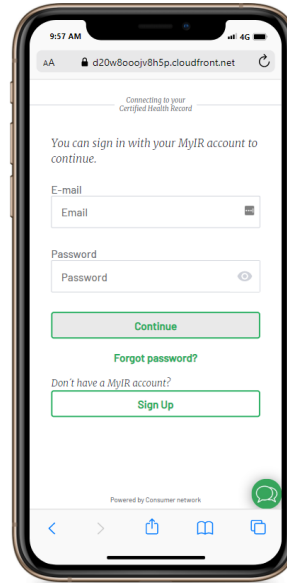 9:57 AM
4G
AA d20w8ooojv8h5p.cloudfront.net
Connecting to your
Certified Health Record
You can sign in with your MyIR account to
continue.
E-mail
Email
Password
Password
Continue
Forgot password?
Don't have a MyIR account?
Sign Up
Powered by Consumer network